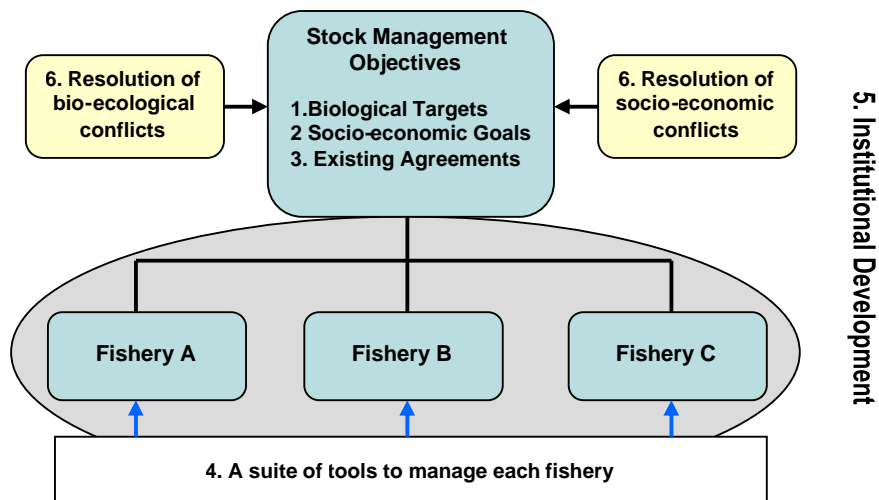 Stock Management
Objectives
1.Biological Targets
2 Socio-economic Goals
3. Existing Agreements
6. Resolution of
bio-ecological
conflicts
6. Resolution of
socio-economic
conflicts
5. Institutional Development
Fishery A
Fishery B
Fishery C
4. A suite of tools to manage each fishery